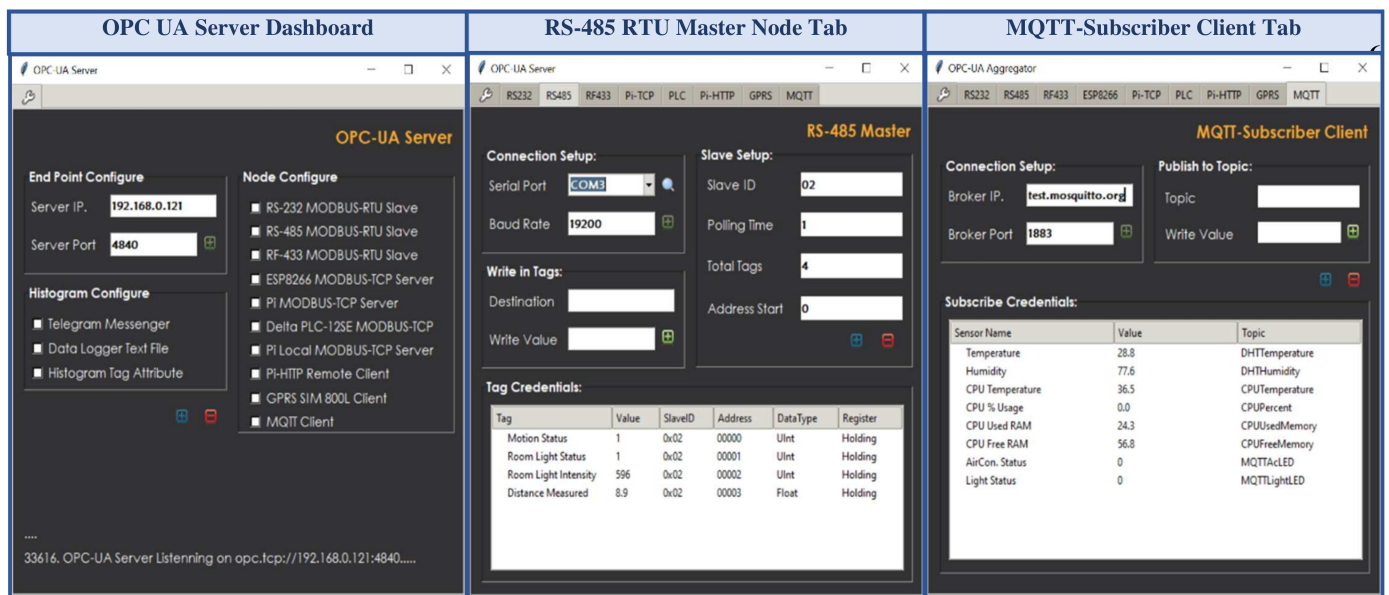 OPC UA Server Dashboard
RS-485 RTU Master Node Tab
MQTT-Subscriber Client Tab
OPC-UA Server
OPC-UA Server
End Point Configure
Server IP. 192.168.0.121
Server Port 4840
Histogram Configure
Telegram Messenger
Data Logger Text File
Histogram Tag Attribute
Node Configure
RS-232 MODBUS-RTU Slave
RS-485 MODBUS-RTU Slave
RF-433 MODBUS-RTU Slave
ESP8266 MODBUS-TCP Server
PI MODBUS-TCP Server
Delta PLC-12SE MODBUS-TCP
PI Local MODBUS-TCP Server
PI-HTTP Remote Client
GPRS SIM 800L Client
MQTT Client
....
33616. OPC-UA Server Listenning on opc.tcp://192.168.0.121:4840.....
OPC-UA Server
RS232 RS485 RF433 Pi-TCP PLC Pi-HTTP GPRS MQTT
RS-485 Master
Connection Setup:
Serial Port COM3
Baud Rate 19200
Write in Tags:
Destination
Write Value
Slave Setup:
Slave ID 02
Polling Time 1
Total Tags 4
Address Start 0
Tag Credentials:
Tag Value SlaveID Address DataType Register
Motion Status 1 0x02 00000 UInt Holding
Room Light Status 1 0x02 00001 UInt Holding
Room Light Intensity 596 0x02 00002 UInt Holding
Distance Measured 8.9 0x02 00003 Float Holding
OPC-UA Aggregator
RS232 RS485 RF433 ESP8266 Pi-TCP PLC Pi-HTTP GPRS MQTT
MQTT-Subscriber Client
Connection Setup:
Broker IP. test.mosquitto.org
Broker Port 1883
Publish to Topic:
Topic
Write Value
Subscribe Credentials:
Sensor Name Value Topic
Temperature 28.8 DHTTemperature
Humidity 77.6 DHTHumidity
CPU Temperature 36.5 CPUTemperature
CPU % Usage 0.0 CPUPercent
CPU Used RAM 24.3 CPUUsedMemory
CPU Free RAM 56.8 CPUFreeMemory
AirCon. Status 0 MQTTAcLED
Light Status 0 MQTTLightLED